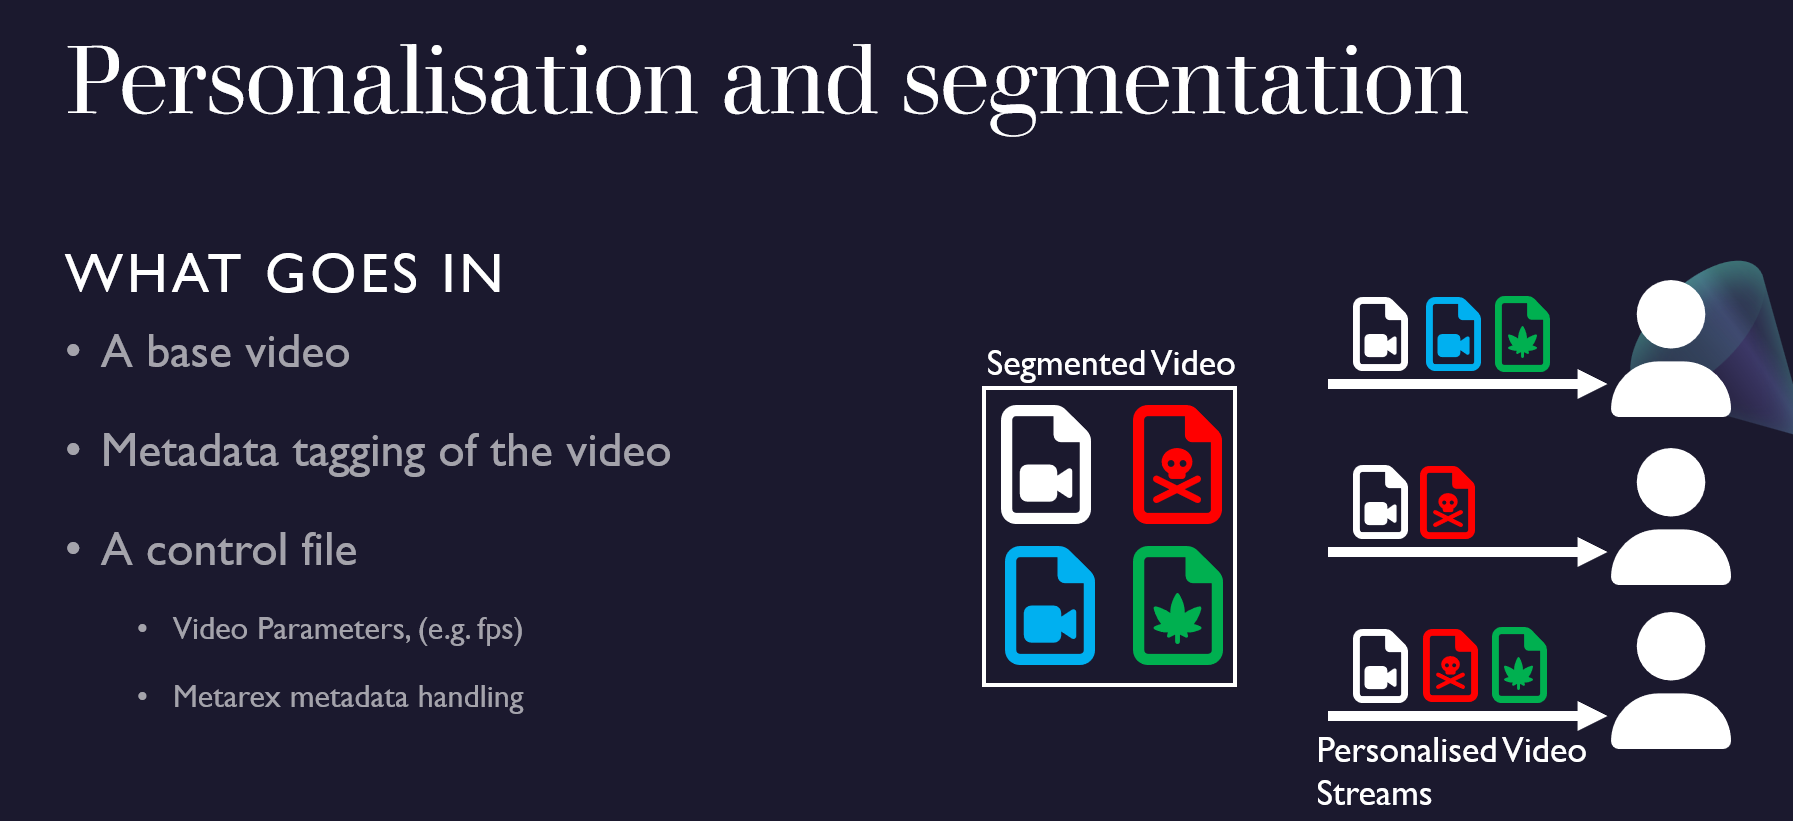 Personalisation and segmentation
WHAT GOES IN
• A base video
• Metadata tagging of the video
• A control file
• Video Parameters, (e.g. fps)
• Metarex metadata handling
Segmented Video
Personalised Video
Streams